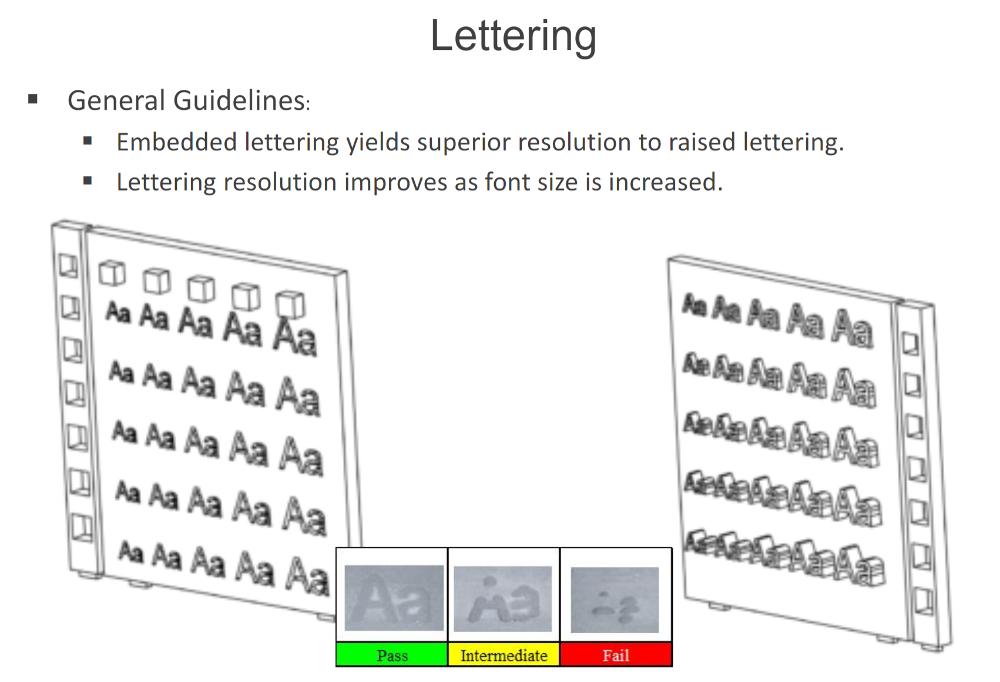 Lettering
▪ General Guidelines:
▪ Embedded lettering yields superior resolution to raised lettering.
▪ Lettering resolution improves as font size is increased.
Aa Aa Aa Aa Aa
Aa Aa Aa Aa Aa
Aa Aa Aa Aa Aa
Aa Aa Aa Aa Aa
Aa Aa Aa Aa Aa
Aa Aa Aa Aa Aa
Aa Aa Aa Aa Aa
Aa Aa Aa Aa Aa
Aa Aa Aa Aa Aa
Aa Aa Aa Aa Aa
Aa
Pass Intermediate Fail